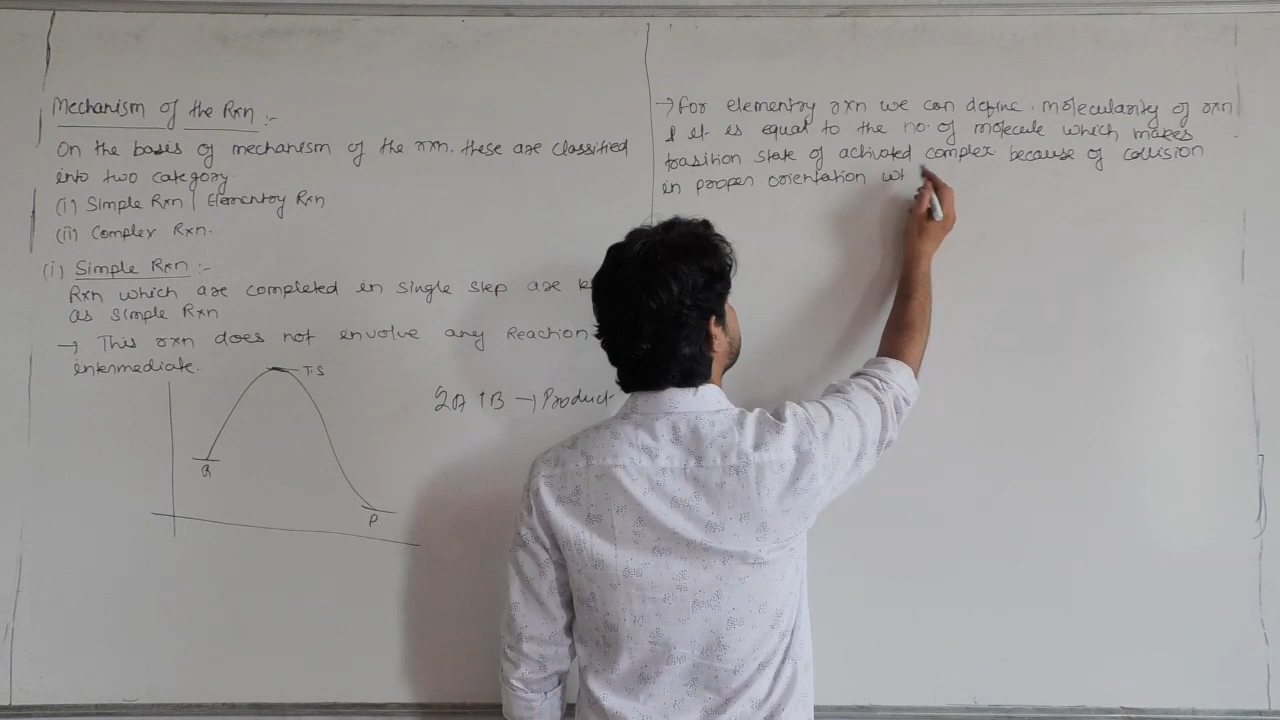 Mechanism of the Rxn :-
On the basis of mechanism of the rxn. these are classified
into two category.
(i) Simple Rxn | Elementry Rxn
(ii) Complex Rxn.
(i) Simple Rxn :-
Rxn which are completed in single step are
as simple Rxn
→ This rxn does not envolve any Reaction
intermediate.
T.S
R
P
2A + B → Product
→ For elementry rxn we can define molecularity of rxn
& it is equal to the no. of molecule which makes
trasition state of activated complex because of collision
in proper orientation